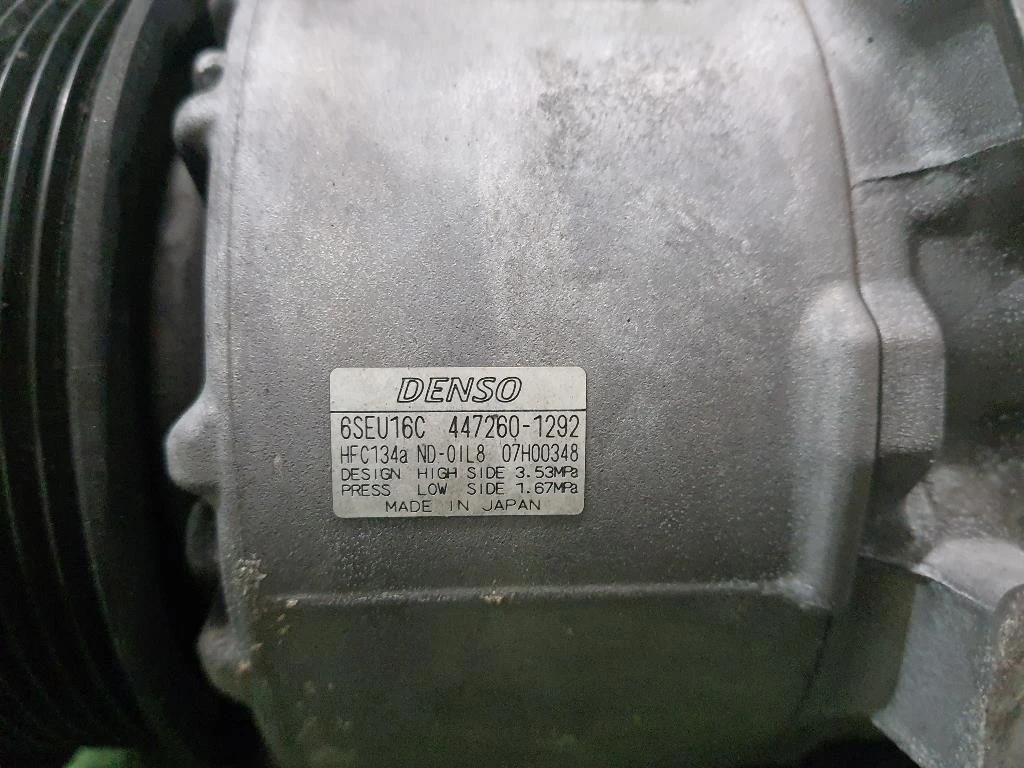 DENSO
6SEU16C 447260-1292
HFC134a ND-OIL8 07H00348
DESIGN HIGH SIDE 3.53MPa
PRESS LOW SIDE 1.67MPa
MADE IN JAPAN